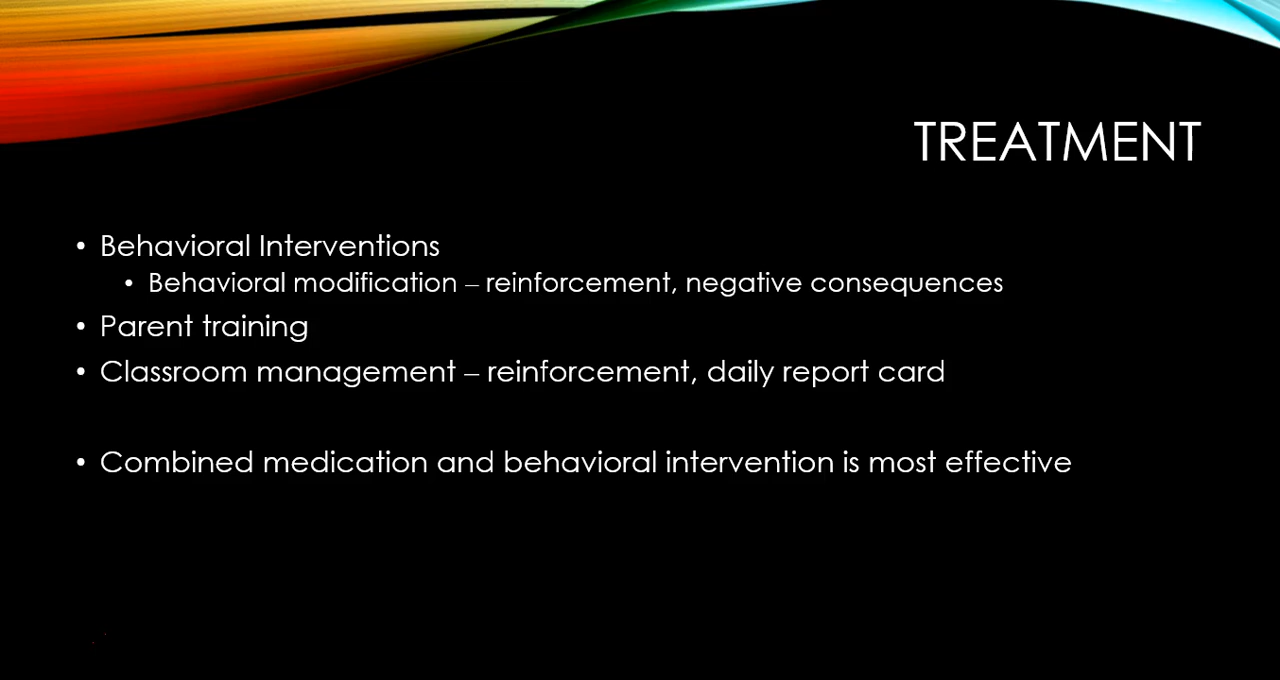 TREATMENT
• Behavioral Interventions
• Behavioral modification – reinforcement, negative consequences
• Parent training
• Classroom management – reinforcement, daily report card
• Combined medication and behavioral intervention is most effective